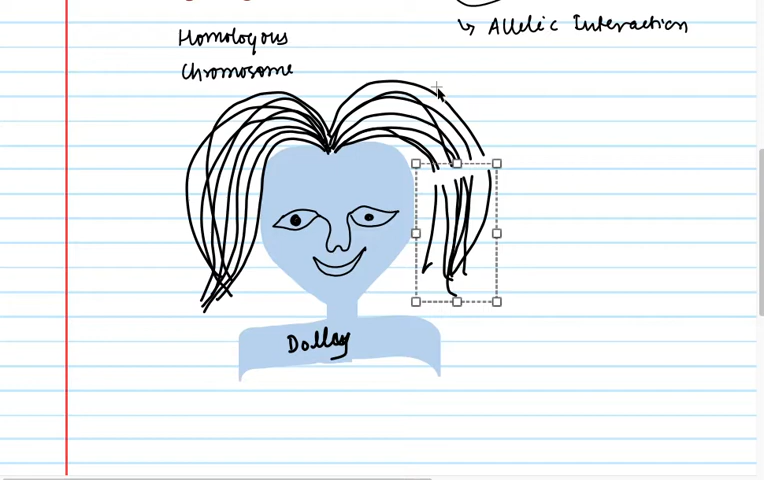 Homologous
↳ Allelic Interaction
Chromosome
Dolly